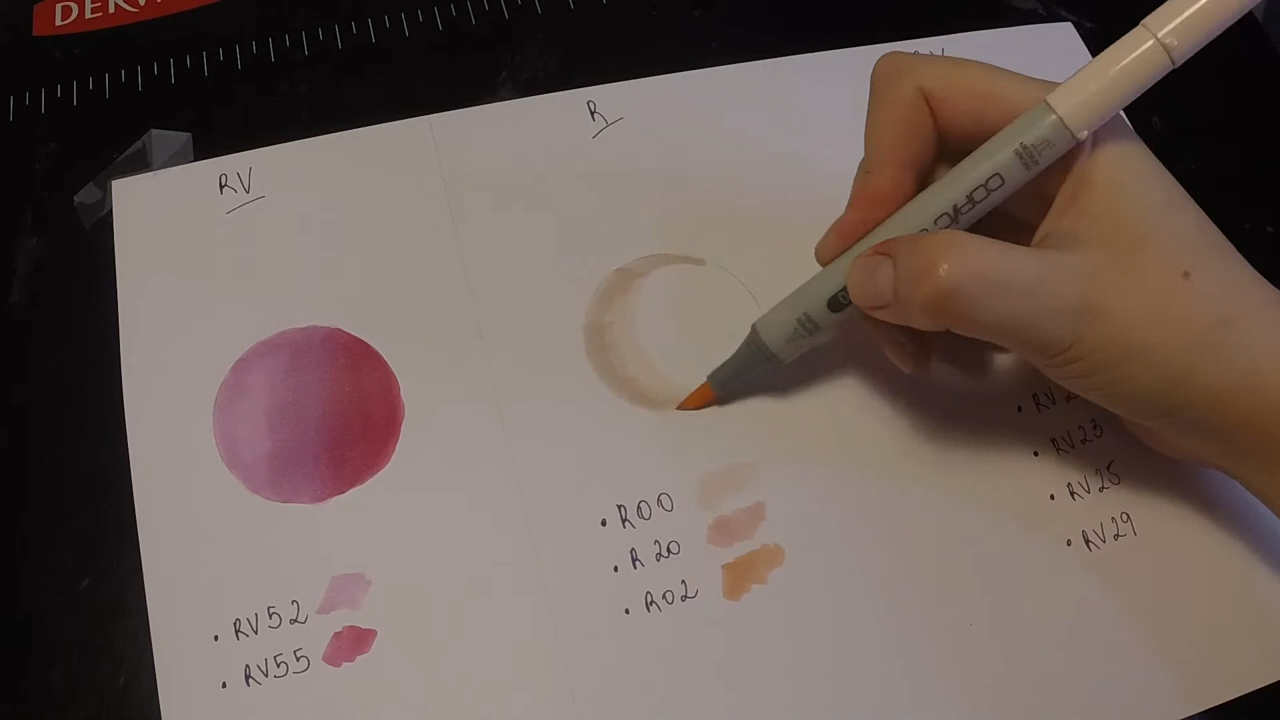 RV
R
COPIC
• RV52
• RV55
• R00
• R20
• R02
• RV23
• RV25
• RV29